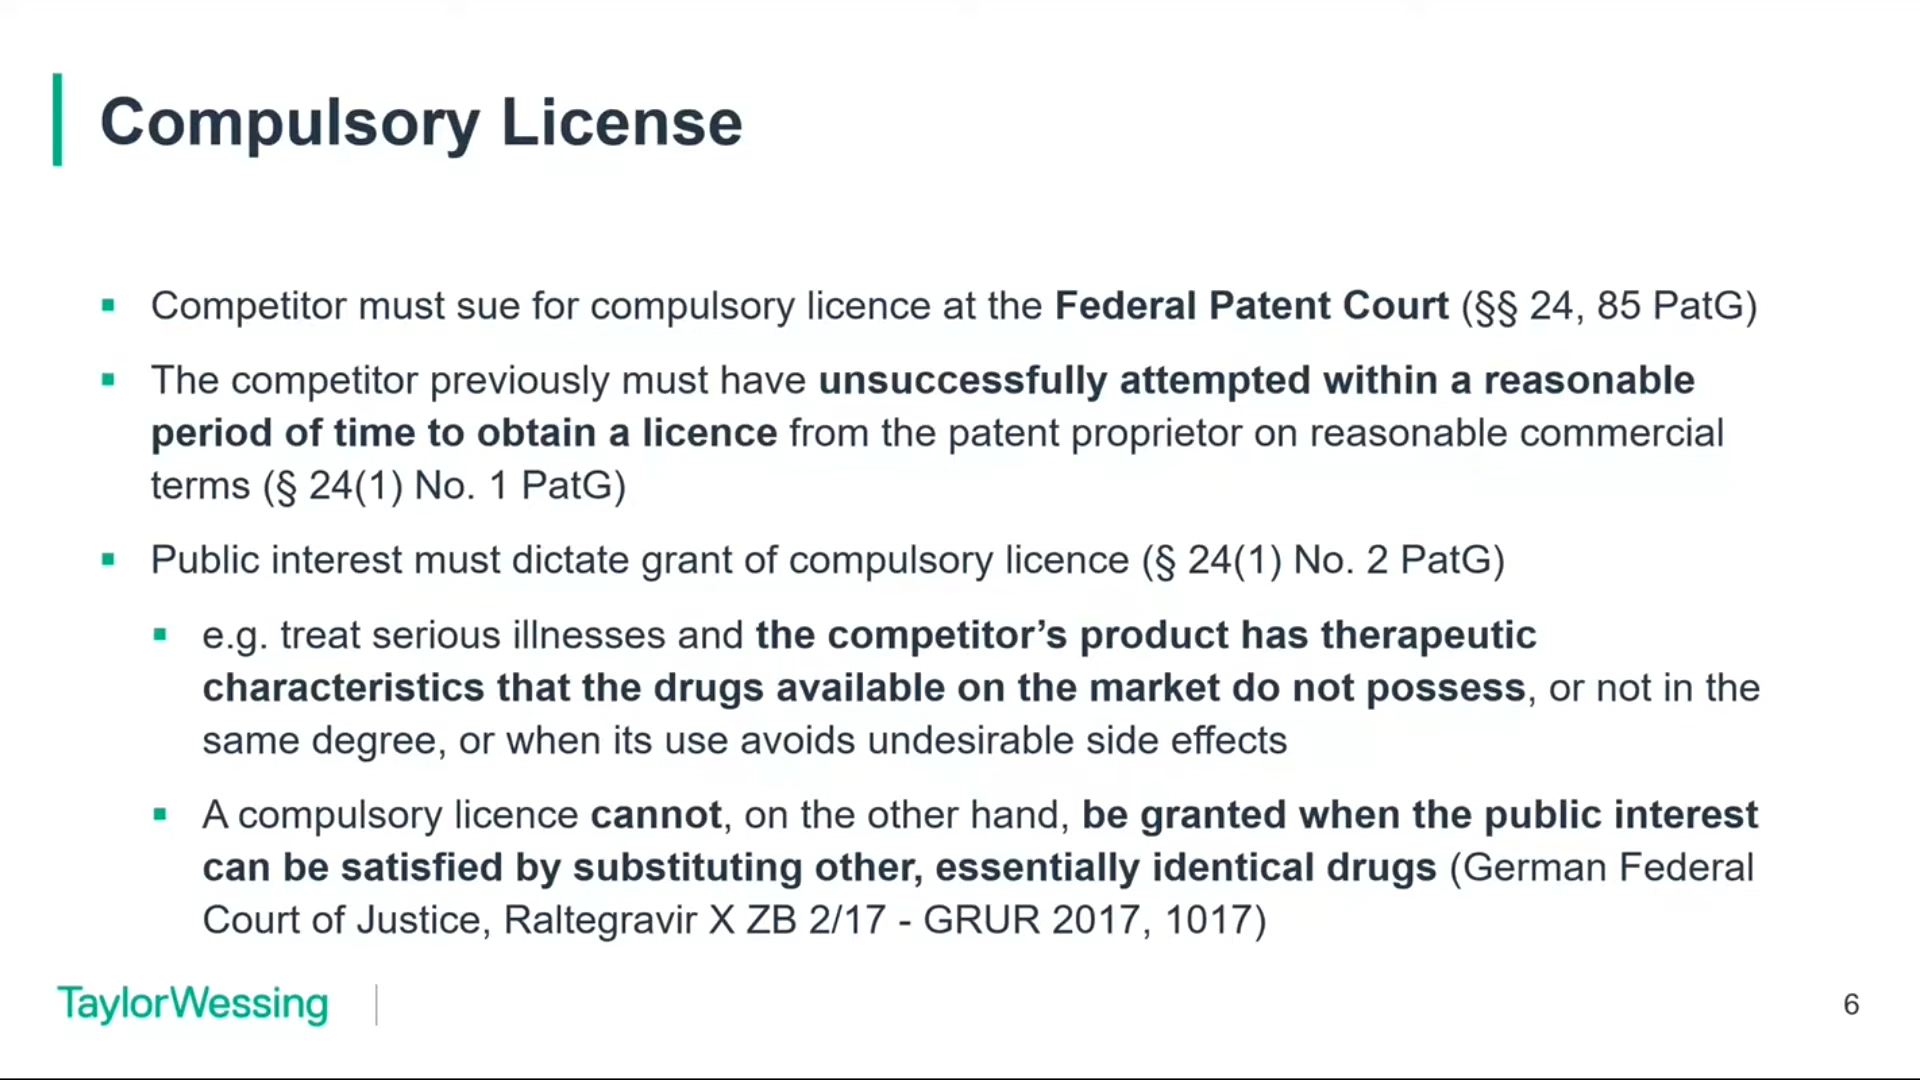 Compulsory License
Competitor must sue for compulsory licence at the Federal Patent Court (§§ 24, 85 PatG)
The competitor previously must have unsuccessfully attempted within a reasonable
period of time to obtain a licence from the patent proprietor on reasonable commercial
terms (§ 24(1) No. 1 PatG)
Public interest must dictate grant of compulsory licence (§ 24(1) No. 2 PatG)
e.g. treat serious illnesses and the competitor’s product has therapeutic
characteristics that the drugs available on the market do not possess, or not in the
same degree, or when its use avoids undesirable side effects
A compulsory licence cannot, on the other hand, be granted when the public interest
can be satisfied by substituting other, essentially identical drugs (German Federal
Court of Justice, Raltegravir X ZB 2/17 - GRUR 2017, 1017)
TaylorWessing
6